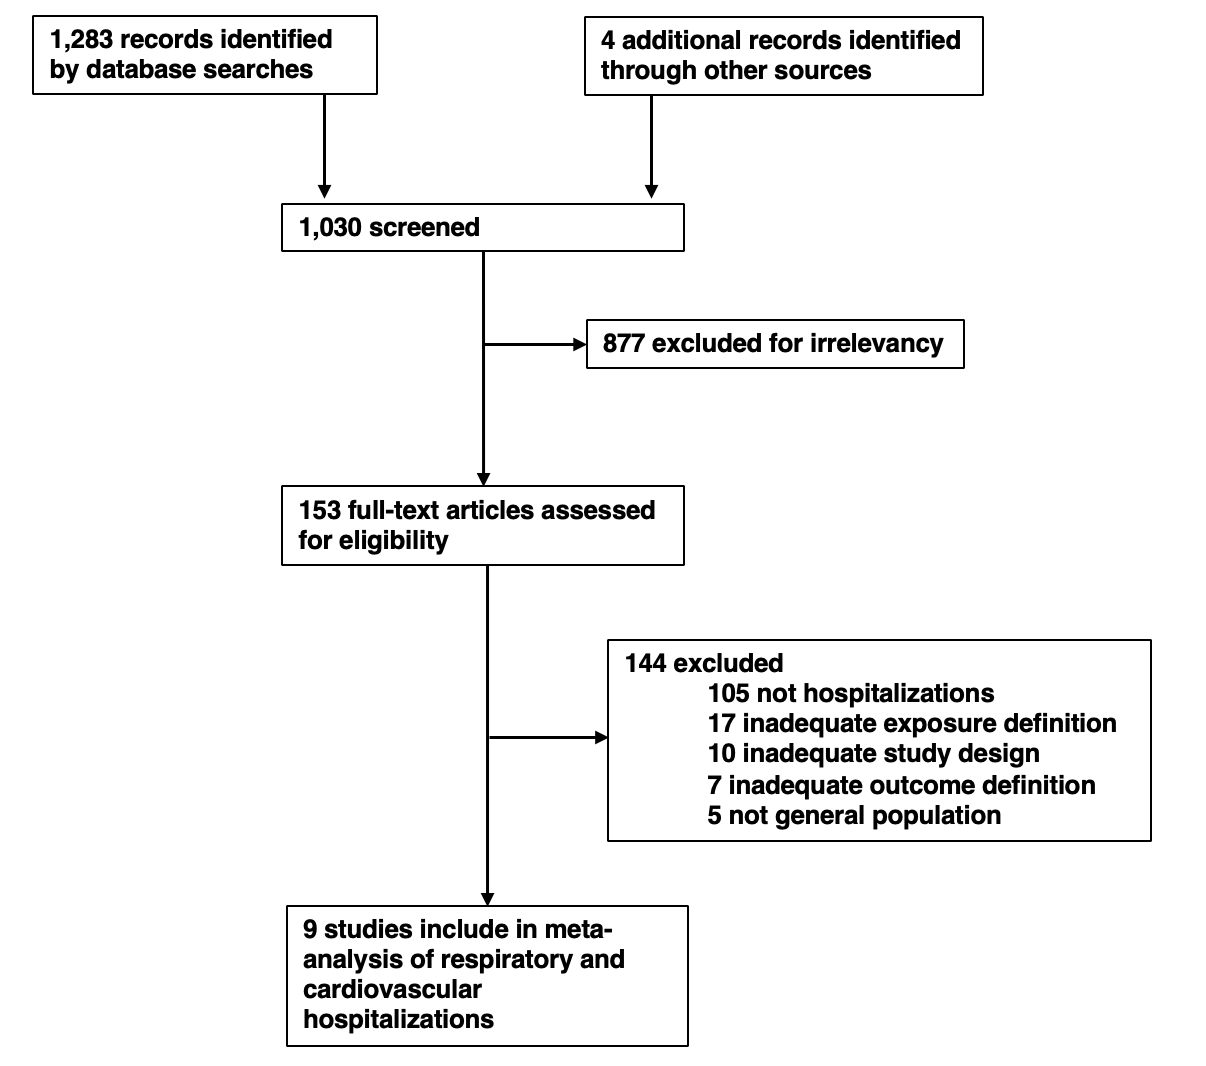 1,283 records identified
by database searches
4 additional records identified
through other sources
1,030 screened
877 excluded for irrelevancy
153 full-text articles assessed
for eligibility
144 excluded
105 not hospitalizations
17 inadequate exposure definition
10 inadequate study design
7 inadequate outcome definition
5 not general population
9 studies include in meta-
analysis of respiratory and
cardiovascular
hospitalizations